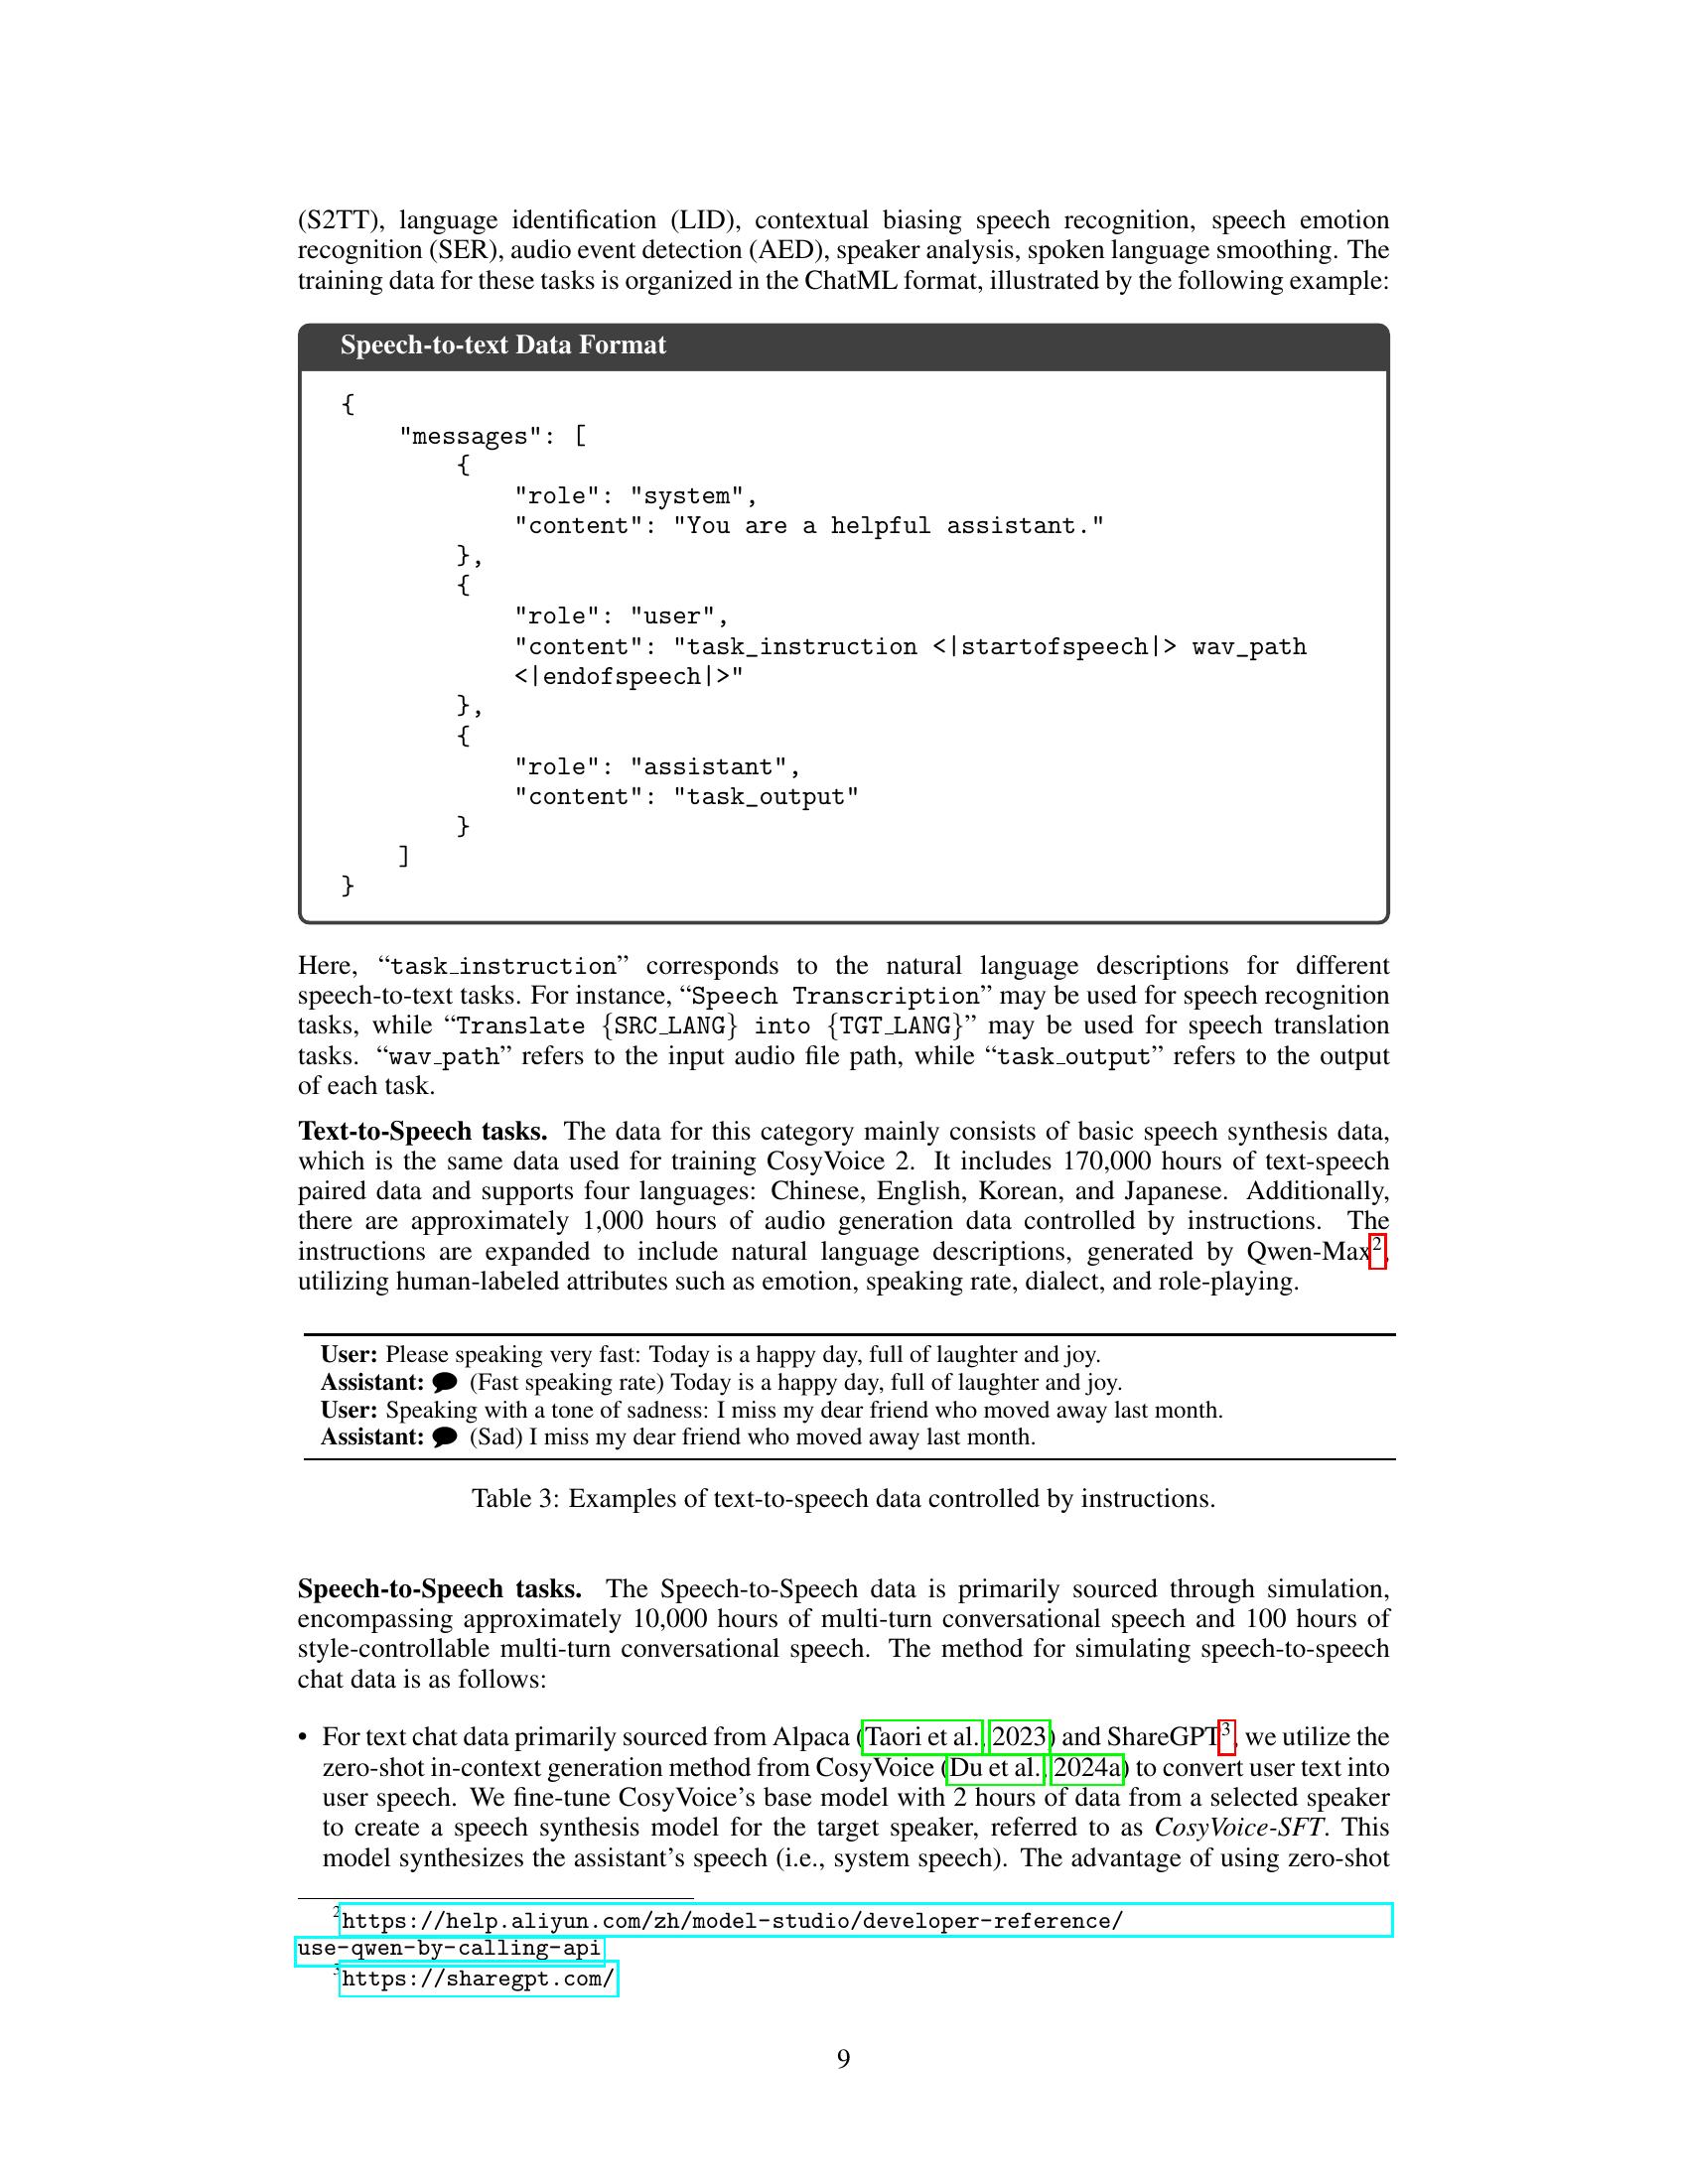 (S2TT), language identification (LID), contextual biasing speech recognition, speech emotion
recognition (SER), audio event detection (AED), speaker analysis, spoken language smoothing. The
training data for these tasks is organized in the ChatML format, illustrated by the following example:
Speech-to-text Data Format
{
"messages": [
{
"role": "system",
"content": "You are a helpful assistant."
},
{
"role": "user",
"content": "task_instruction <|startofspeech|> wav_path
<|endofspeech|>"
},
{
"role": "assistant",
"content": "task_output"
}
]
}
Here, “task_instruction” corresponds to the natural language descriptions for different
speech-to-text tasks. For instance, “Speech Transcription” may be used for speech recognition
tasks, while “Translate {SRC_LANG} into {TGT_LANG}” may be used for speech translation
tasks. “wav_path” refers to the input audio file path, while “task_output” refers to the output
of each task.
Text-to-Speech tasks. The data for this category mainly consists of basic speech synthesis data,
which is the same data used for training CosyVoice 2. It includes 170,000 hours of text-speech
paired data and supports four languages: Chinese, English, Korean, and Japanese. Additionally,
there are approximately 1,000 hours of audio generation data controlled by instructions. The
instructions are expanded to include natural language descriptions, generated by Qwen-Max2,
utilizing human-labeled attributes such as emotion, speaking rate, dialect, and role-playing.
User: Please speaking very fast: Today is a happy day, full of laughter and joy.
Assistant: (Fast speaking rate) Today is a happy day, full of laughter and joy.
User: Speaking with a tone of sadness: I miss my dear friend who moved away last month.
Assistant: (Sad) I miss my dear friend who moved away last month.
Table 3: Examples of text-to-speech data controlled by instructions.
Speech-to-Speech tasks. The Speech-to-Speech data is primarily sourced through simulation,
encompassing approximately 10,000 hours of multi-turn conversational speech and 100 hours of
style-controllable multi-turn conversational speech. The method for simulating speech-to-speech
chat data is as follows:
• For text chat data primarily sourced from Alpaca (Taori et al., 2023) and ShareGPT3, we utilize the
zero-shot in-context generation method from CosyVoice (Du et al., 2024a) to convert user text into
user speech. We fine-tune CosyVoice’s base model with 2 hours of data from a selected speaker
to create a speech synthesis model for the target speaker, referred to as CosyVoice-SFT. This
model synthesizes the assistant’s speech (i.e., system speech). The advantage of using zero-shot
2https://help.aliyun.com/zh/model-studio/developer-reference/
use-qwen-by-calling-api
3https://sharegpt.com/
9